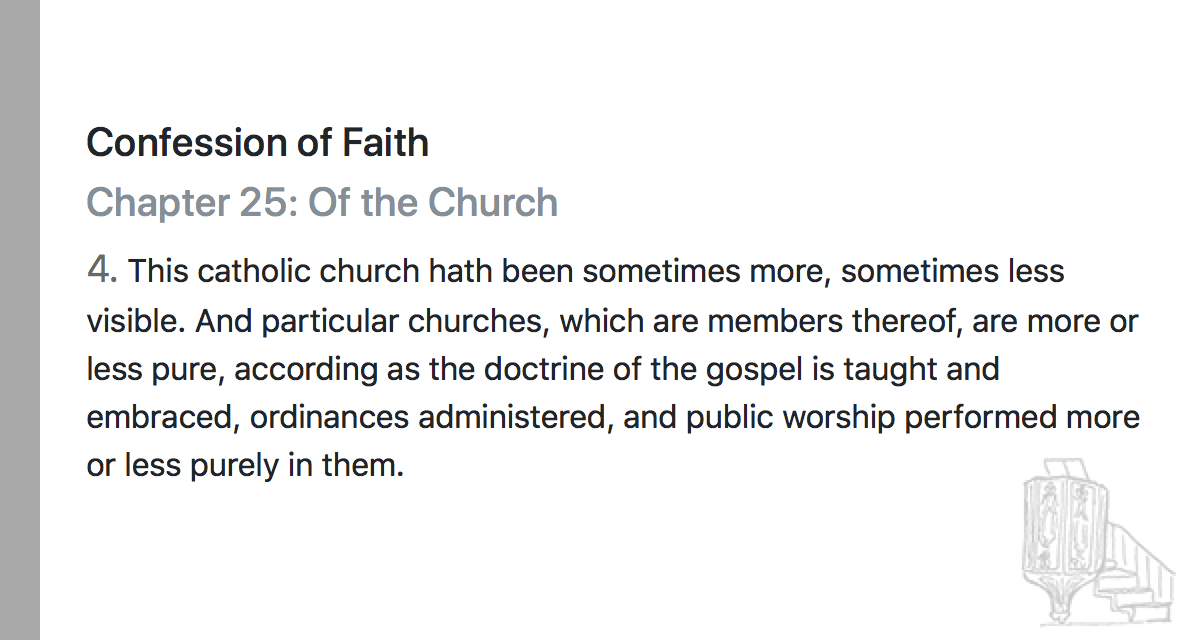 Confession of Faith
Chapter 25: Of the Church
4. This catholic church hath been sometimes more, sometimes less
visible. And particular churches, which are members thereof, are more or
less pure, according as the doctrine of the gospel is taught and
embraced, ordinances administered, and public worship performed more
or less purely in them.